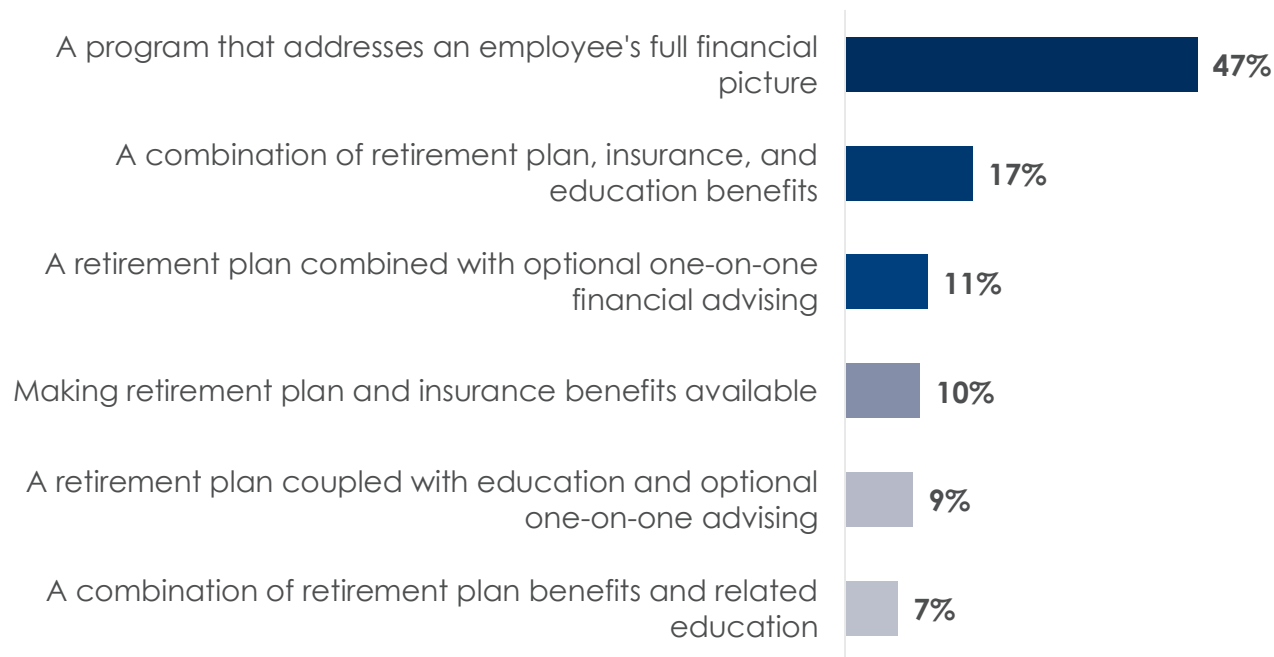 A program that addresses an employee's full financial
picture
47%
A combination of retirement plan, insurance, and
education benefits
17%
A retirement plan combined with optional one-on-one
financial advising
11%
Making retirement plan and insurance benefits available
10%
A retirement plan coupled with education and optional
one-on-one advising
9%
A combination of retirement plan benefits and related
education
7%